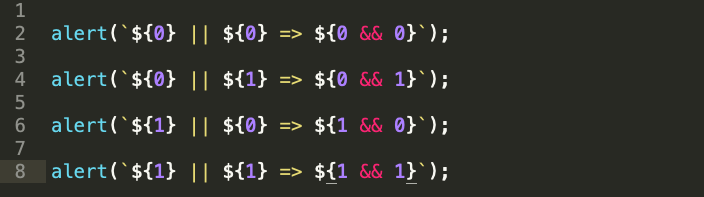 1
2 alert(`${0} || ${0} => ${0 && 0}`);
3
4 alert(`${0} || ${1} => ${0 && 1}`);
5
6 alert(`${1} || ${0} => ${1 && 0}`);
7
8 alert(`${1} || ${1} => ${1 && 1}`);